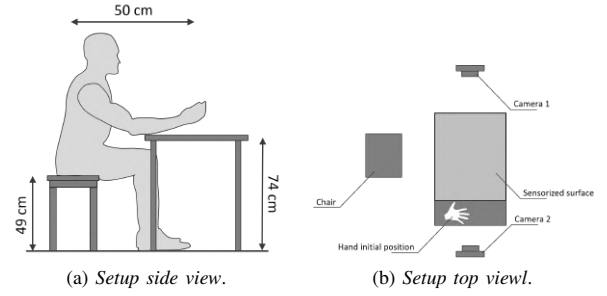 50 cm
49 cm
74 cm
(a) Setup side view.
Camera 1
Chair
Sensorized surface
Camera 2
Hand initial position
(b) Setup top viewl.